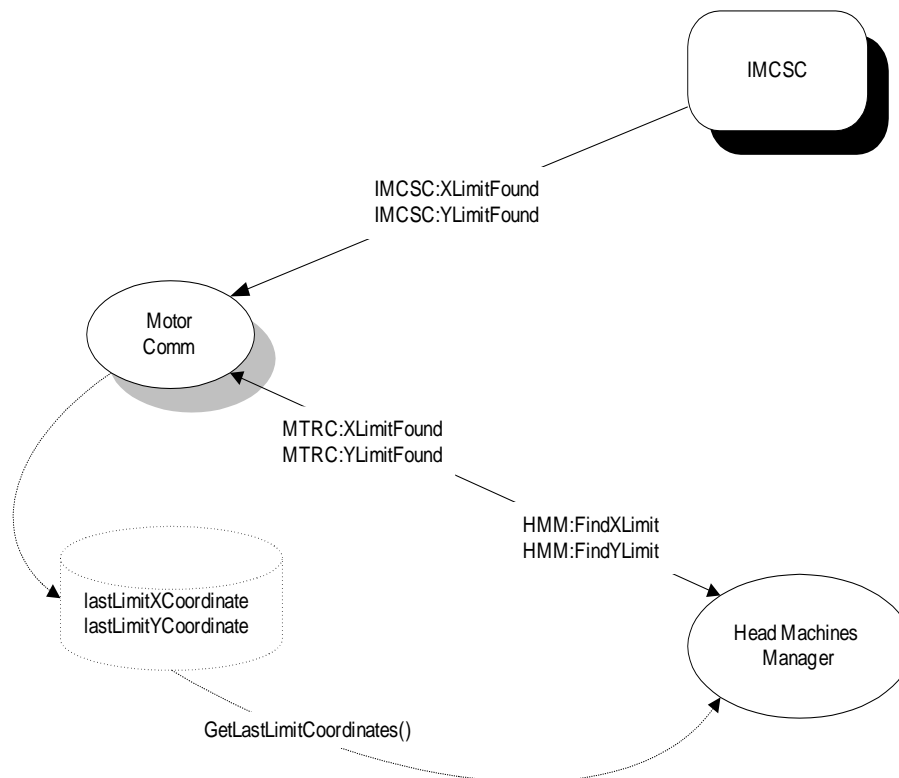 IMCSC
IMCSC:XLimitFound
IMCSC:YLimitFound
Motor
Comm
MTRC:XLimitFound
MTRC:YLimitFound
HMM:FindXLimit
HMM:FindYLimit
lastLimitXCoordinate
lastLimitYCoordinate
Head Machines
Manager
GetLastLimitCoordinates()